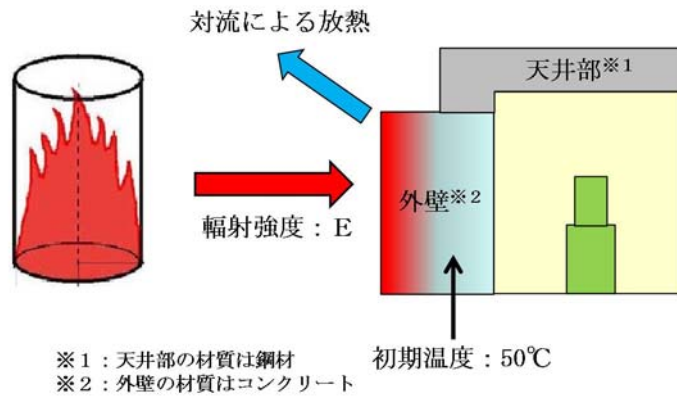 対流による放熱
天井部※1
外壁※2
輻射強度：E
初期温度：50℃
※１：天井部の材質は鋼材
※２：外壁の材質はコンクリート